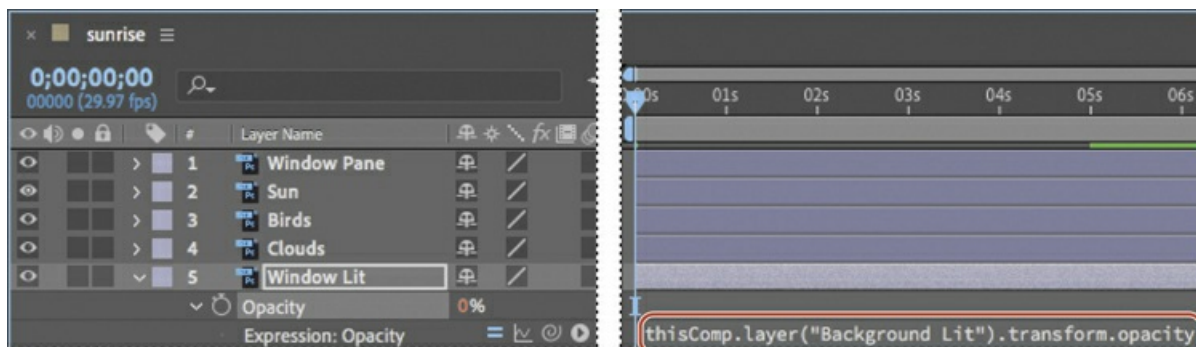 × sunrise ≡
0;00;00;00
00000 (29.97 fps)
00s 01s 02s 03s 04s 05s 06s
# Layer Name fx
1 Window Pane
2 Sun
3 Birds
4 Clouds
5 Window Lit
Opacity 0%
Expression: Opacity =
thisComp.layer("Background Lit").transform.opacity